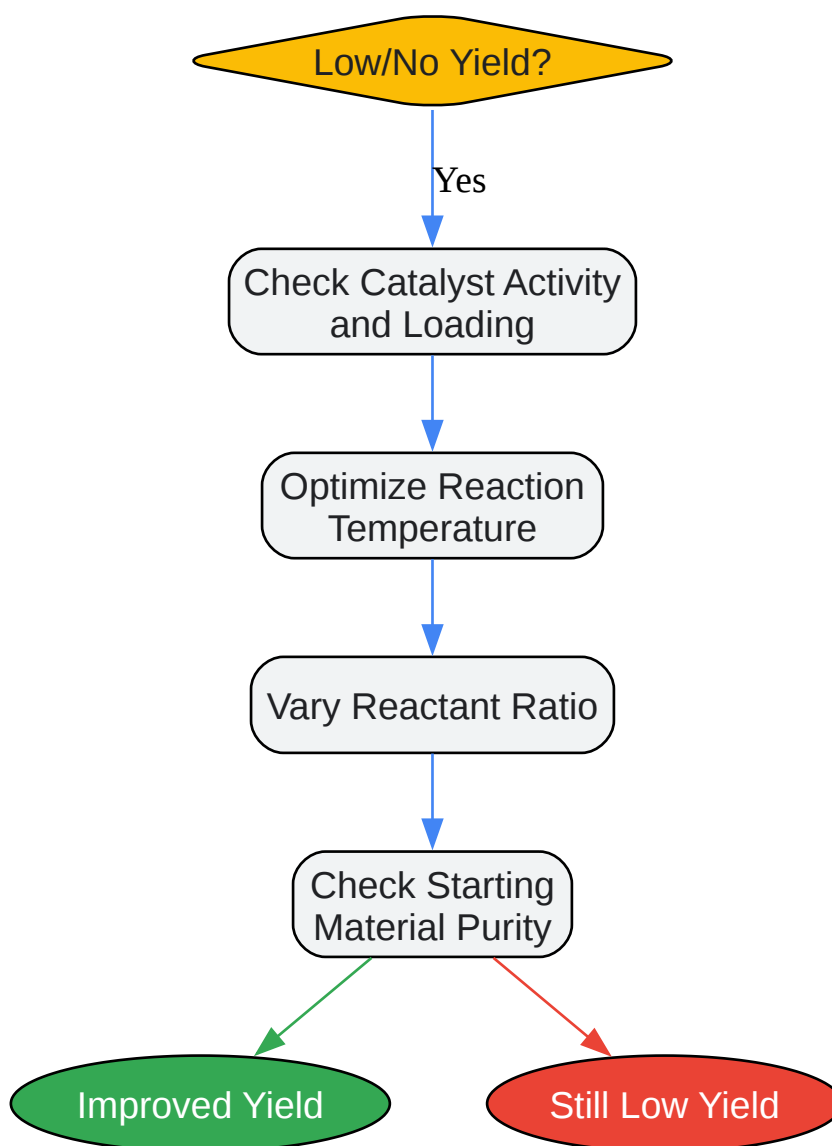 Low/No Yield?
Yes
Check Catalyst Activity
and Loading
Optimize Reaction
Temperature
Vary Reactant Ratio
Check Starting
Material Purity
Improved Yield
Still Low Yield